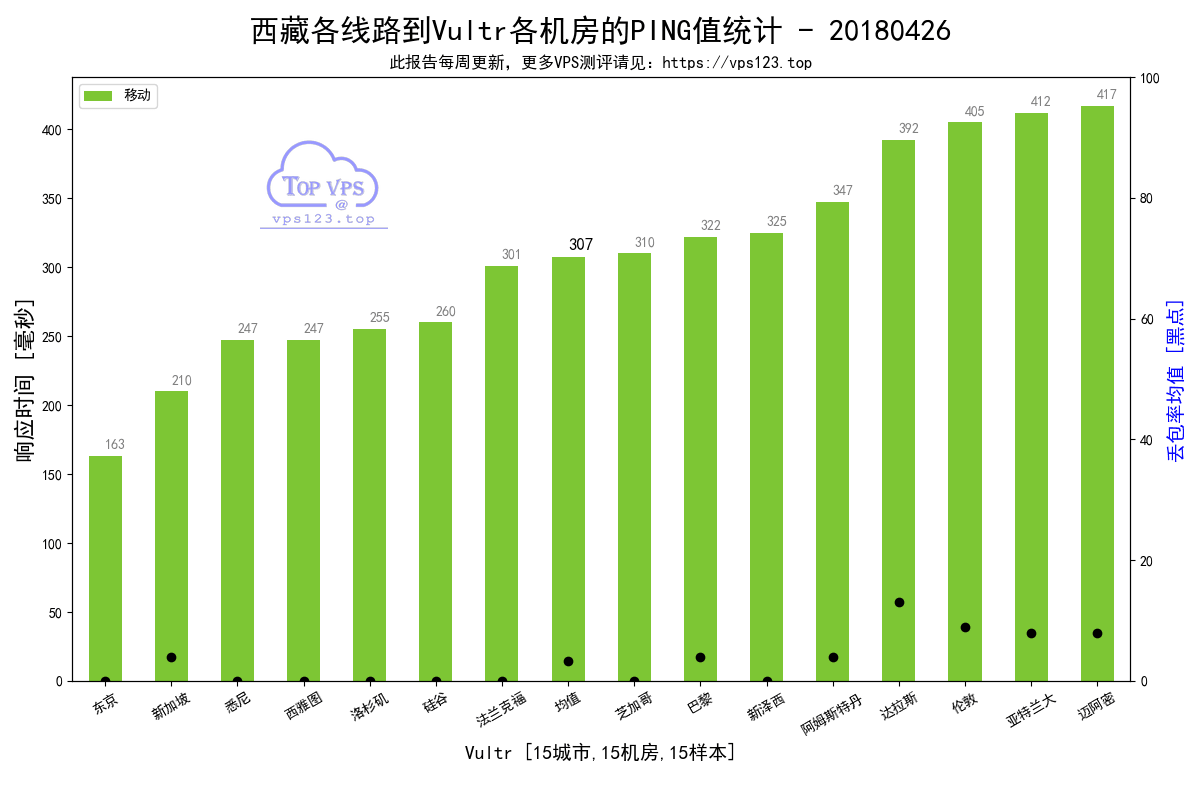 西藏各线路到Vultr各机房的PING值统计 - 20180426
此报告每周更新，更多VPS测评请见：https://vps123.top
移动
TOP VPS
@
vps123.top
响应时间 [毫秒]
400
350
300
250
200
150
100
50
0
163
210
247
247
255
260
301
307
310
322
325
347
392
405
412
417
100
80
60
40
20
0
丢包率均值 [黑点]
东京
新加坡
悉尼
西雅图
洛杉矶
硅谷
法兰克福
均值
芝加哥
巴黎
新泽西
阿姆斯特丹
达拉斯
伦敦
亚特兰大
迈阿密
Vultr [15城市,15机房,15样本]